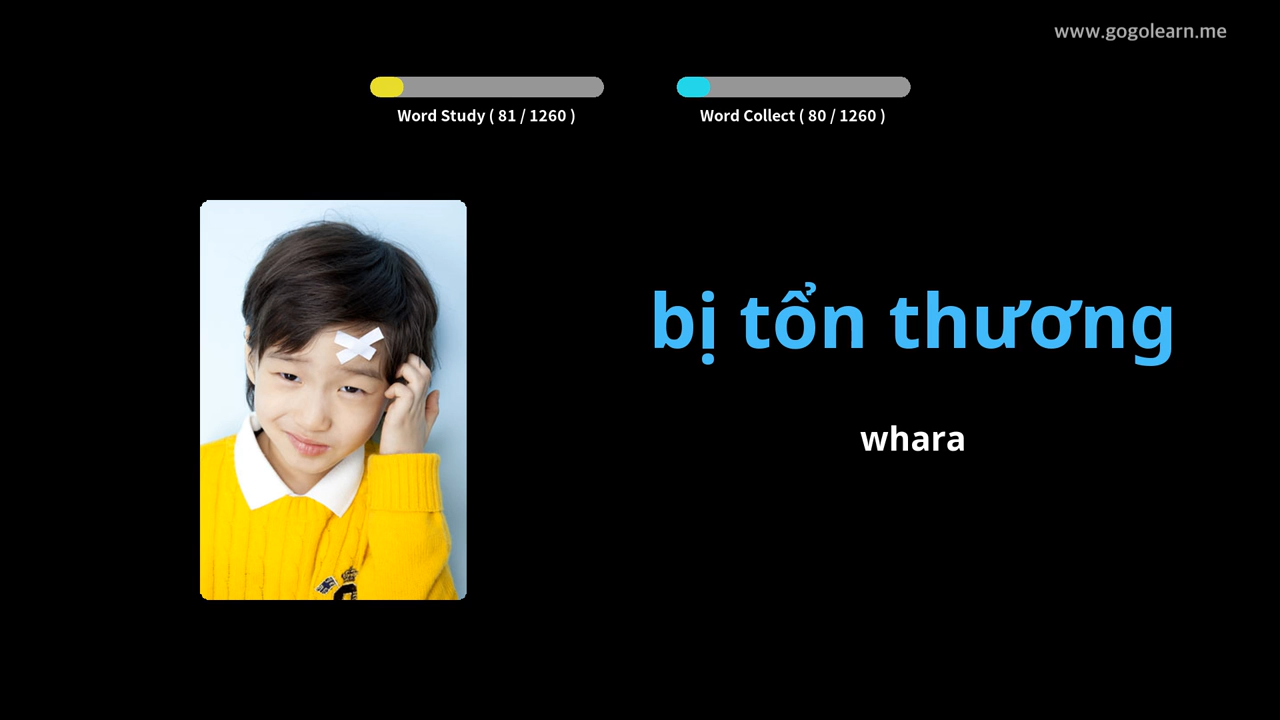 www.gogolearn.me
Word Study ( 81 / 1260 )
Word Collect ( 80 / 1260 )
bị tổn thương
whara